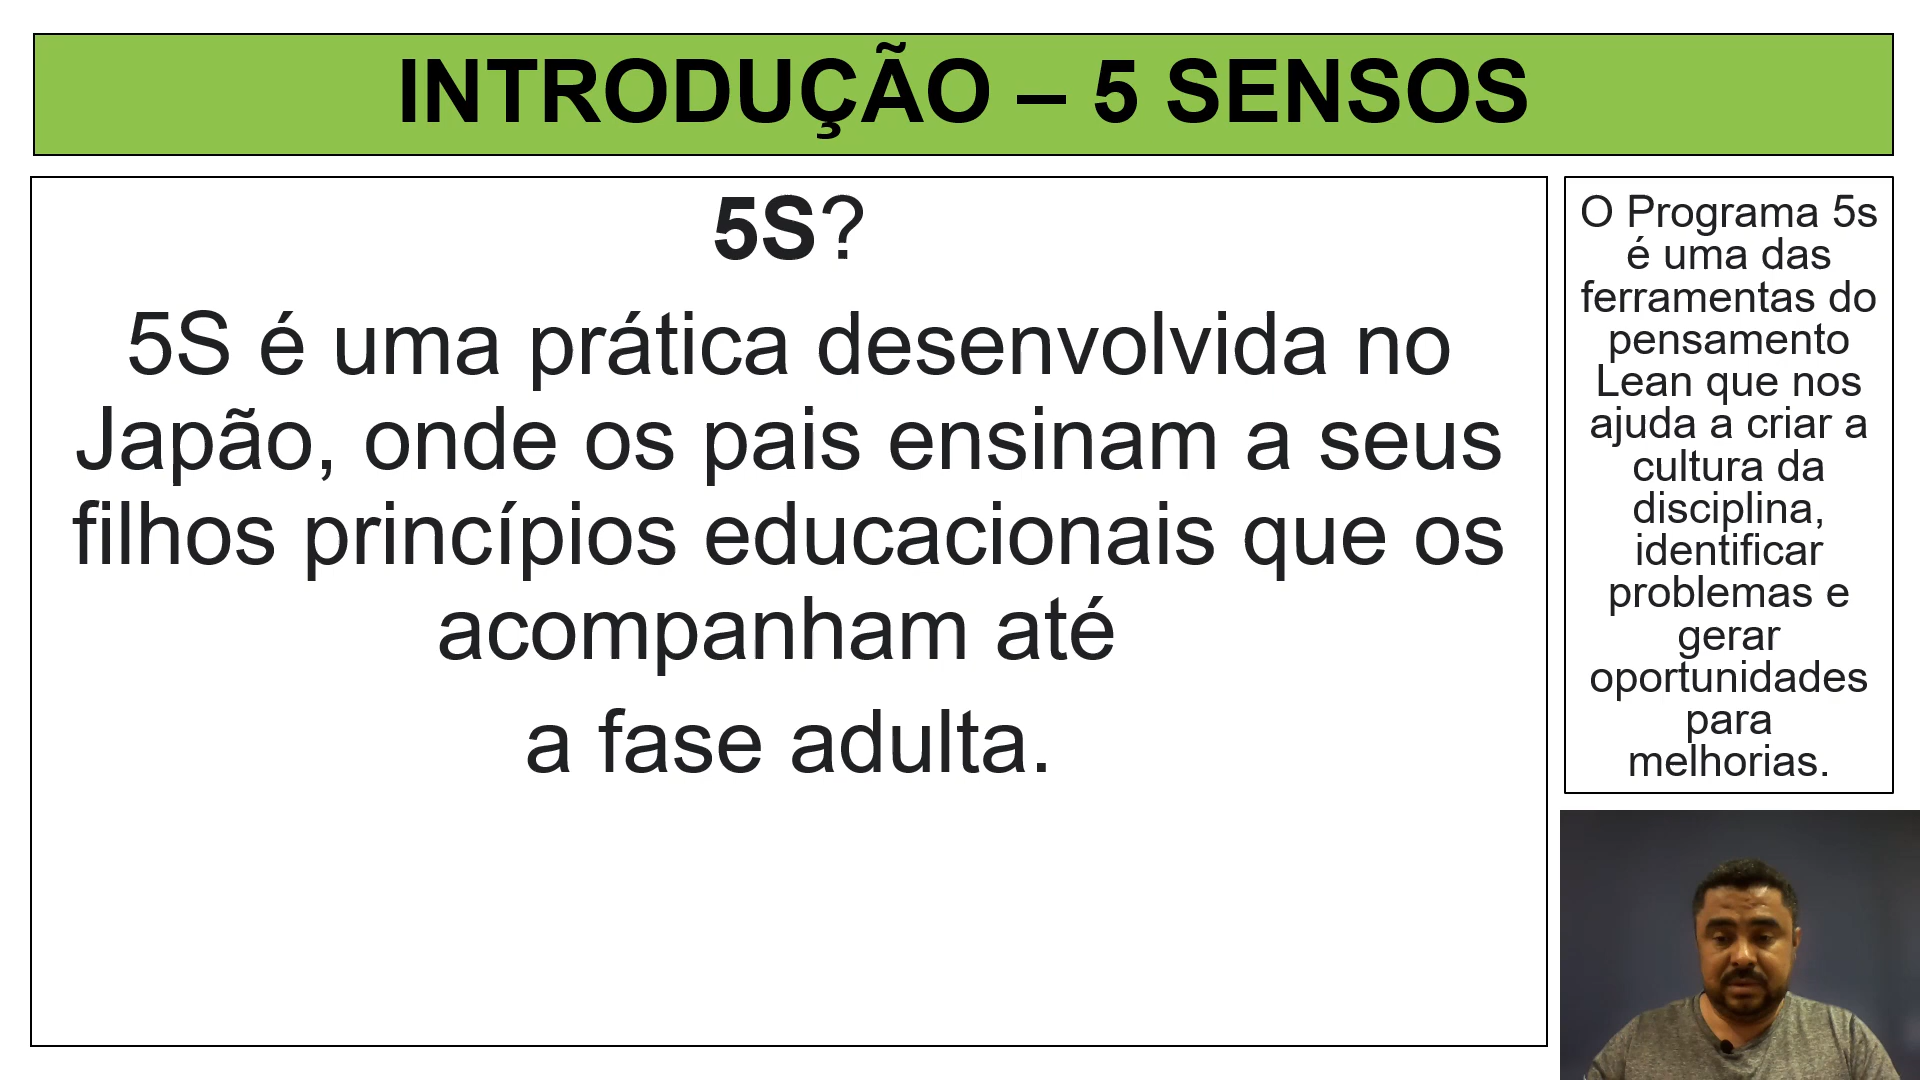 INTRODUÇÃO – 5 SENSOS
5S?
5S é uma prática desenvolvida no
Japão, onde os pais ensinam a seus
filhos princípios educacionais que os
acompanham até
a fase adulta.
O Programa 5s
é uma das
ferramentas do
pensamento
Lean que nos
ajuda a criar a
cultura da
disciplina,
identificar
problemas e
gerar
oportunidades
para
melhorias.